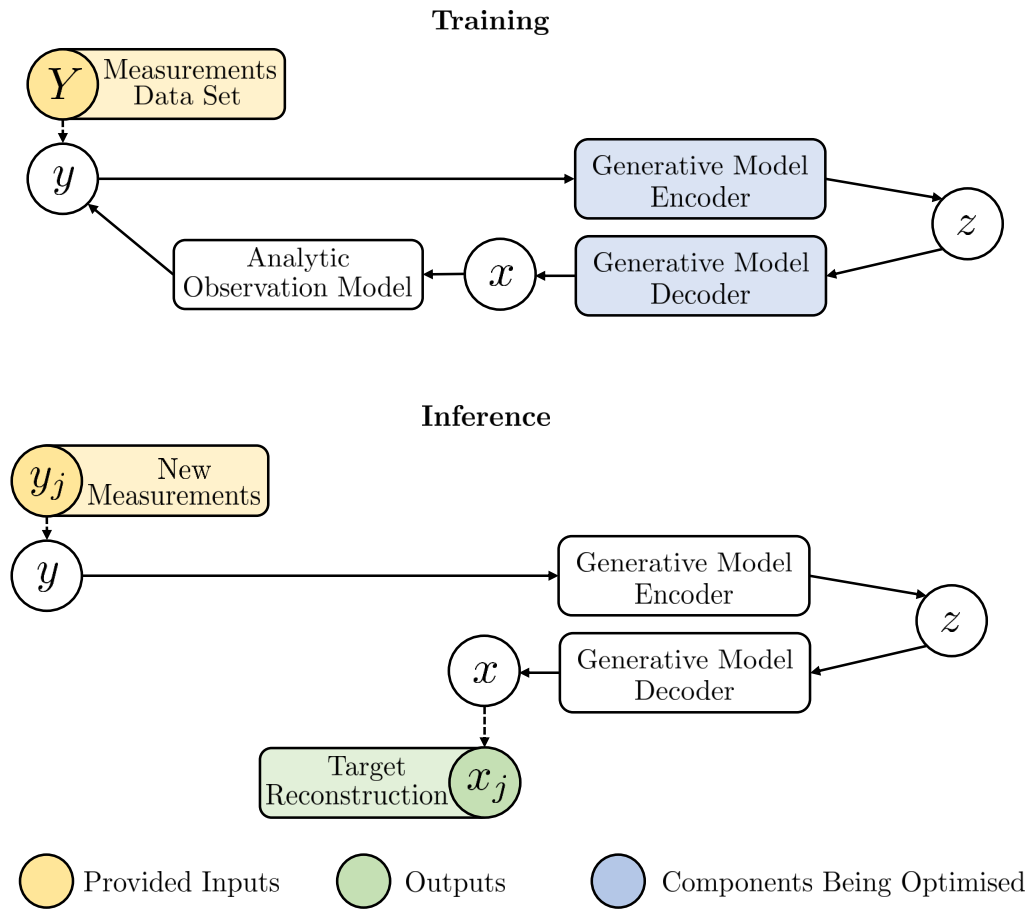 Training
Y
Measurements
Data Set
y
Generative Model
Encoder
z
Analytic
Observation Model
x
Generative Model
Decoder
Inference
y_j
New
Measurements
y
Generative Model
Encoder
z
x
Generative Model
Decoder
Target
Reconstruction
x_j
Provided Inputs
Outputs
Components Being Optimised